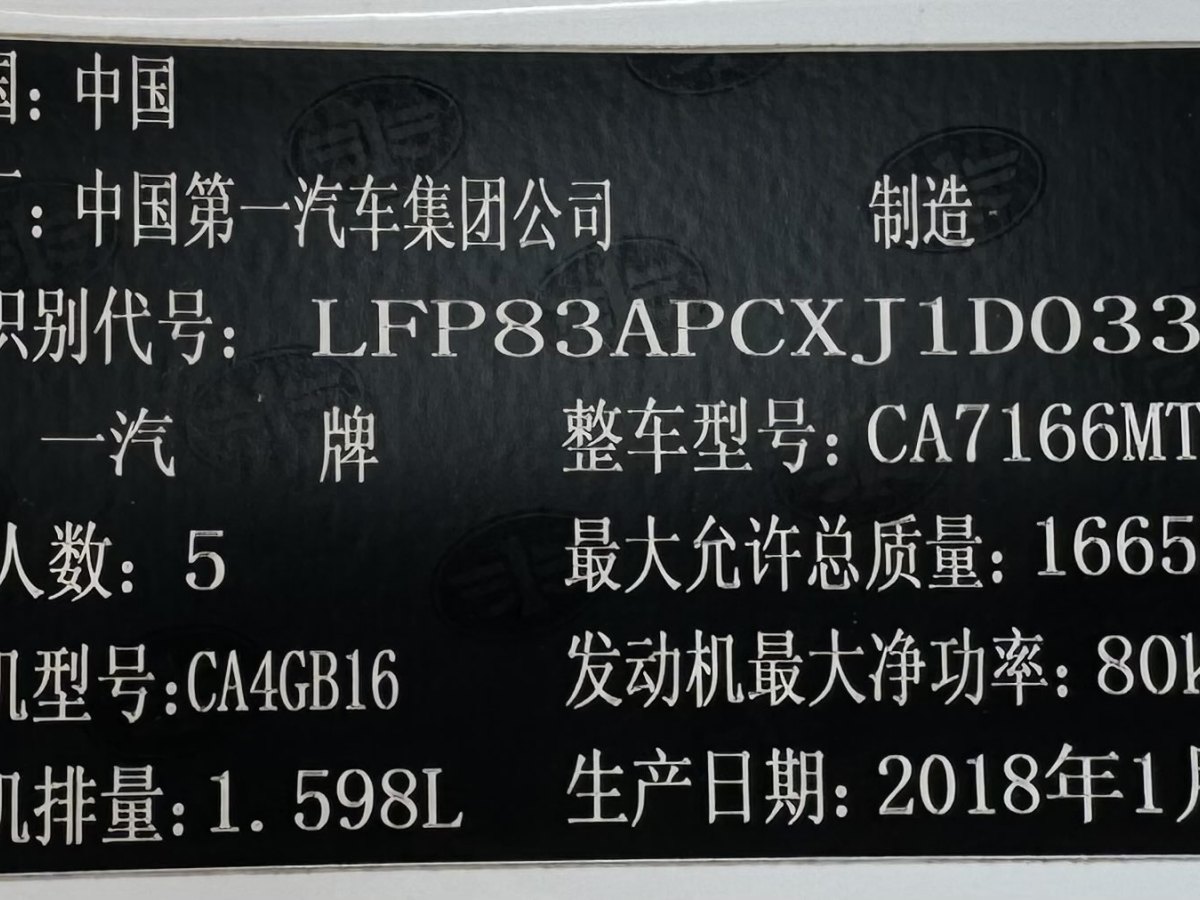 国：中国
厂：中国第一汽车集团公司 制造
识别代号：LFP83APCXJ1D033
一汽 牌 整车型号：CA7166MT
人数：5 最大允许总质量：1665
机型号：CA4GB16 发动机最大净功率：80k
机排量：1.598L 生产日期：2018年1月